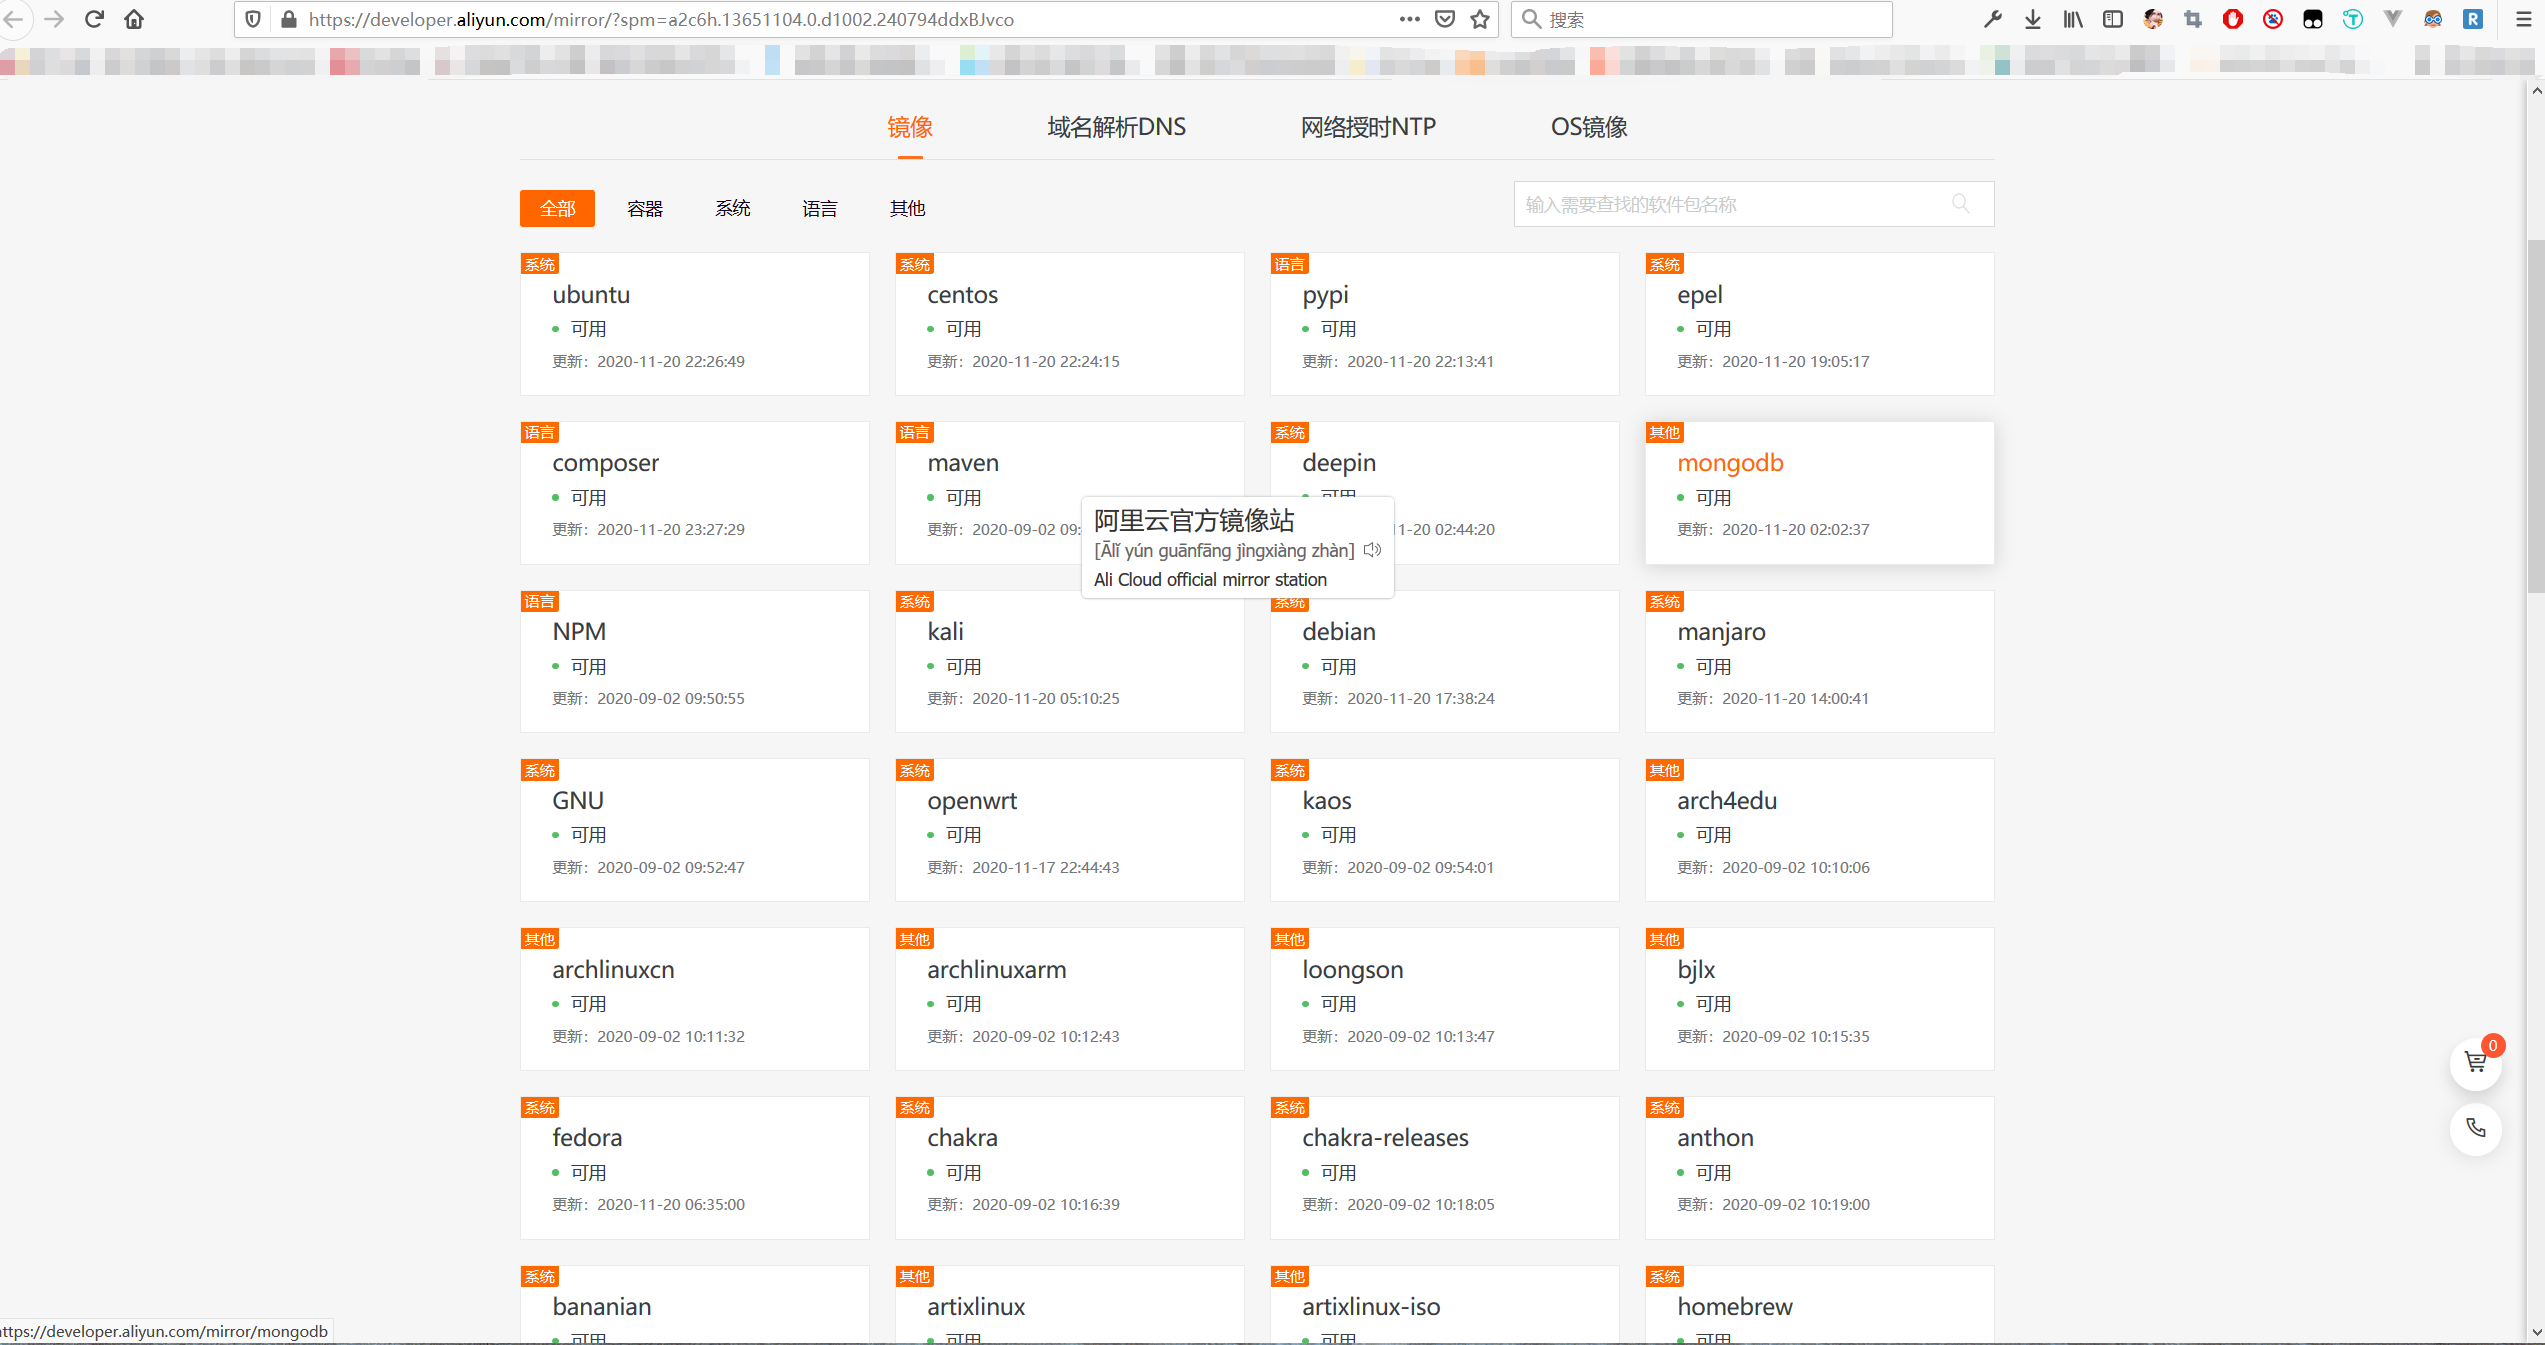 https://developer.aliyun.com/mirror/?spm=a2c6h.13651104.0.d1002.240794ddxBJvco
搜索
镜像 域名解析DNS 网络授时NTP OS镜像
全部 容器 系统 语言 其他
输入需要查找的软件包名称
系统
ubuntu
可用
更新：2020-11-20 22:26:49
系统
centos
可用
更新：2020-11-20 22:24:15
语言
pypi
可用
更新：2020-11-20 22:13:41
系统
epel
可用
更新：2020-11-20 19:05:17
语言
composer
可用
更新：2020-11-20 23:27:29
语言
maven
可用
更新：2020-09-02 09:
系统
deepin
可用
1-20 02:44:20
其他
mongodb
可用
更新：2020-11-20 02:02:37
阿里云官方镜像站
[Ālǐ yún guānfāng jìngxiàng zhàn]
Ali Cloud official mirror station
语言
NPM
可用
更新：2020-09-02 09:50:55
系统
kali
可用
更新：2020-11-20 05:10:25
系统
debian
可用
更新：2020-11-20 17:38:24
系统
manjaro
可用
更新：2020-11-20 14:00:41
系统
GNU
可用
更新：2020-09-02 09:52:47
系统
openwrt
可用
更新：2020-11-17 22:44:43
系统
kaos
可用
更新：2020-09-02 09:54:01
其他
arch4edu
可用
更新：2020-09-02 10:10:06
其他
archlinuxcn
可用
更新：2020-09-02 10:11:32
其他
archlinuxarm
可用
更新：2020-09-02 10:12:43
其他
loongson
可用
更新：2020-09-02 10:13:47
其他
bjlx
可用
更新：2020-09-02 10:15:35
0
系统
fedora
可用
更新：2020-11-20 06:35:00
系统
chakra
可用
更新：2020-09-02 10:16:39
系统
chakra-releases
可用
更新：2020-09-02 10:18:05
系统
anthon
可用
更新：2020-09-02 10:19:00
系统
bananian
可用
其他
artixlinux
可用
其他
artixlinux-iso
可用
系统
homebrew
可用
ttps://developer.aliyun.com/mirror/mongodb